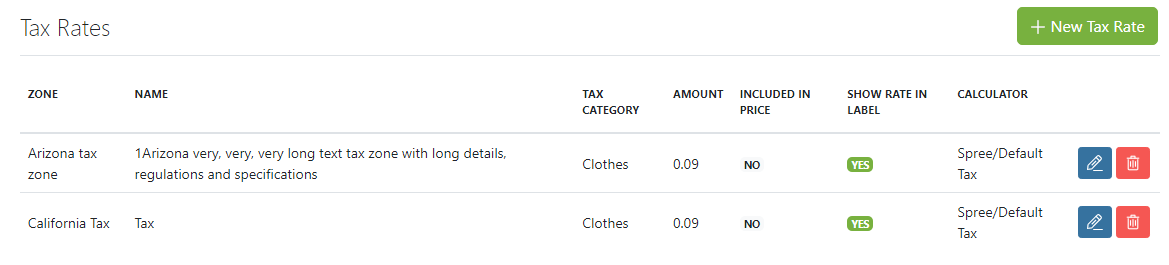 Tax Rates
+ New Tax Rate
ZONE NAME TAX CATEGORY AMOUNT INCLUDED IN PRICE SHOW RATE IN LABEL CALCULATOR
Arizona tax zone 1Arizona very, very, very long text tax zone with long details, regulations and specifications Clothes 0.09 NO YES Spree/Default Tax
California Tax Tax Clothes 0.09 NO YES Spree/Default Tax